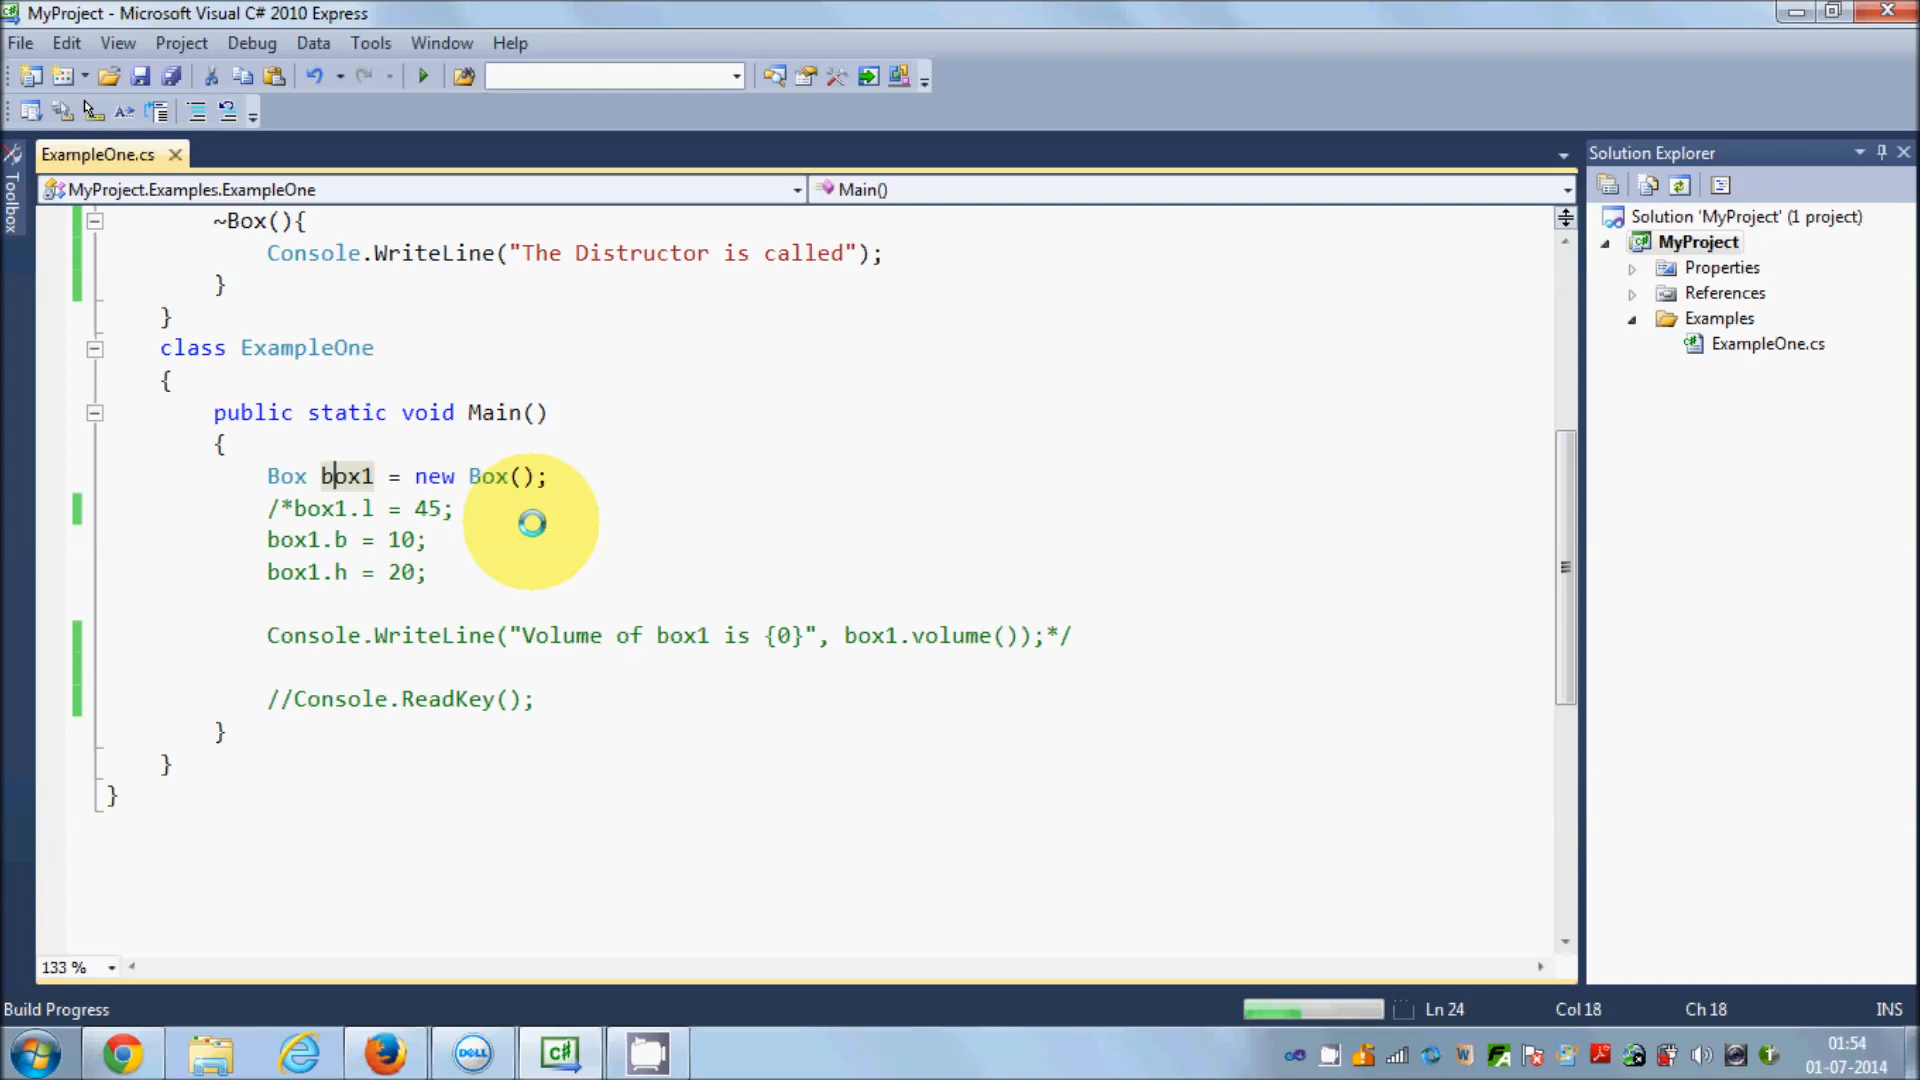 MyProject - Microsoft Visual C# 2010 Express
File Edit View Project Debug Data Tools Window Help
ExampleOne.cs
Solution Explorer
Toolbox
MyProject.Examples.ExampleOne
Main()
Solution 'MyProject' (1 project)
MyProject
Properties
References
Examples
ExampleOne.cs
~Box(){
Console.WriteLine("The Distructor is called");
}
}
class ExampleOne
{
public static void Main()
{
Box box1 = new Box();
/*box1.l = 45;
box1.b = 10;
box1.h = 20;
Console.WriteLine("Volume of box1 is {0}", box1.volume());*/
//Console.ReadKey();
}
}
}
133 %
Build Progress
Ln 24 Col 18 Ch 18 INS
DELL
C#
01:54
01-07-2014